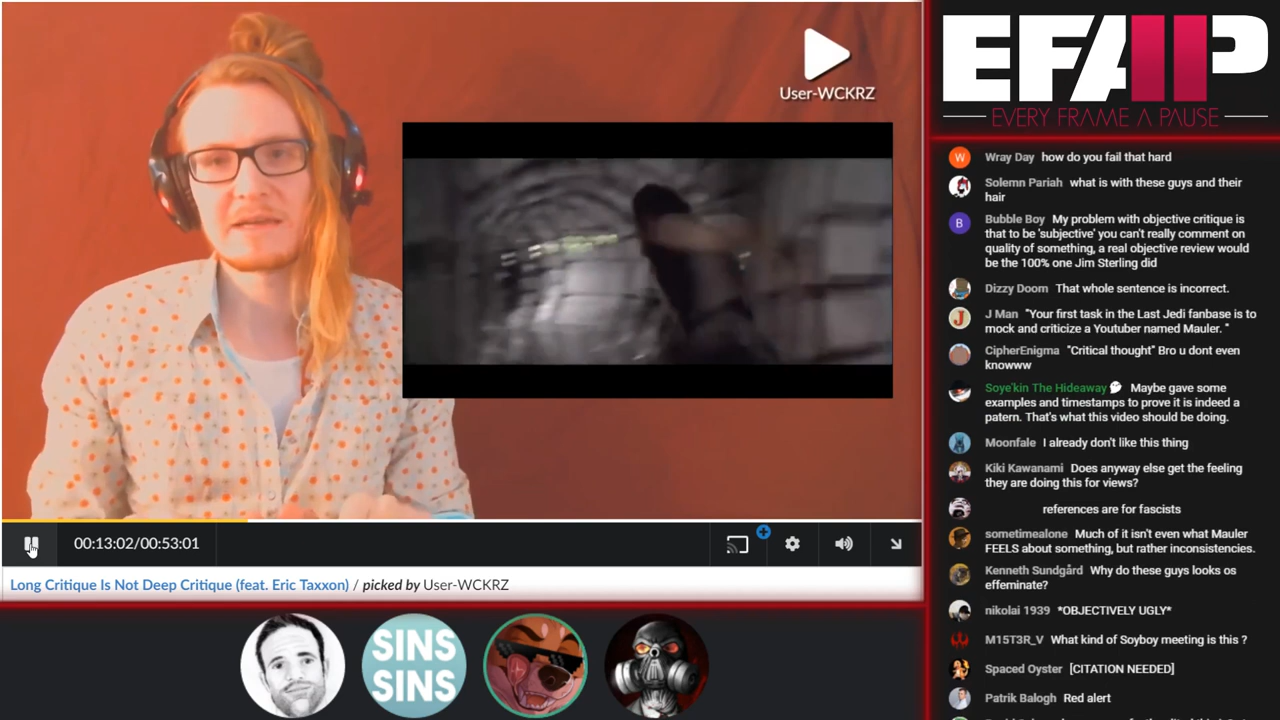 User-WCKRZ
00:13:02/00:53:01
Long Critique Is Not Deep Critique (feat. Eric Taxxon) / picked by User-WCKRZ
SINS
SINS
EFAP
EVERY FRAME A PAUSE
W
Wray Day how do you fail that hard
Solemn Pariah what is with these guys and their
hair
B
Bubble Boy My problem with objective critique is
that to be 'subjective' you can't really comment on
quality of something, a real objective review would
be the 100% one Jim Sterling did
Dizzy Doom That whole sentence is incorrect.
J Man "Your first task in the Last Jedi fanbase is to
mock and criticize a Youtuber named Mauler. "
CipherEnigma "Critical thought" Bro u dont even
knowww
Soye'kin The Hideaway Maybe gave some
examples and timestamps to prove it is indeed a
patern. That's what this video should be doing.
Moonfale I already don't like this thing
Kiki Kawanami Does anyway else get the feeling
they are doing this for views?
references are for fascists
sometimealone Much of it isn't even what Mauler
FEELS about something, but rather inconsistencies.
Kenneth Sundgård Why do these guys looks os
effeminate?
nikolai 1939 *OBJECTIVELY UGLY*
M15T3R_V What kind of Soyboy meeting is this ?
Spaced Oyster [CITATION NEEDED]
Patrik Balogh Red alert